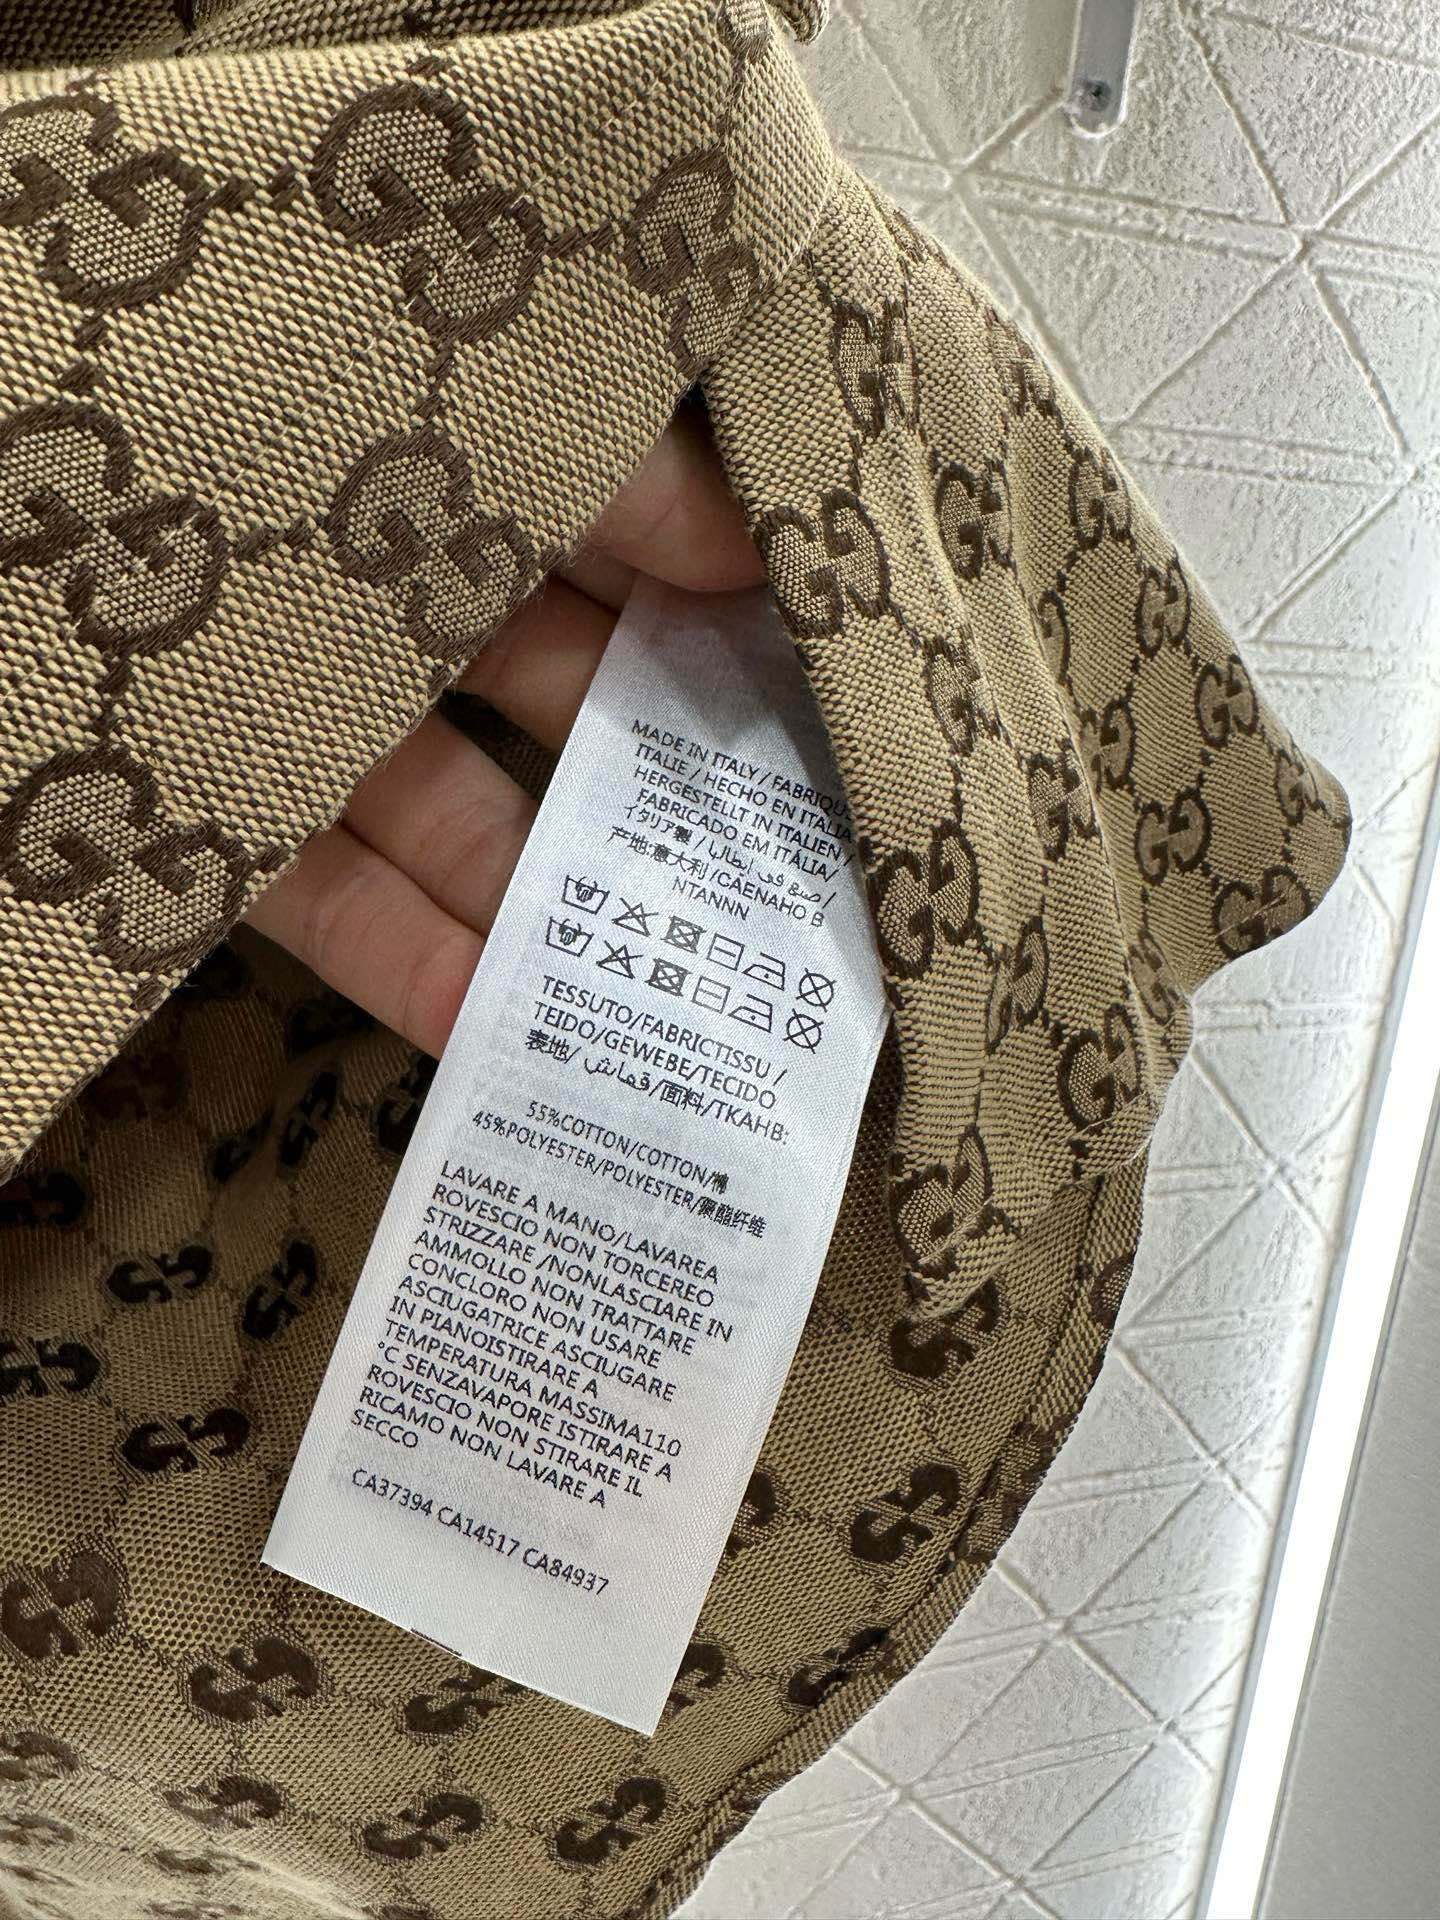 MADE IN ITALY / FABRIQU
ITALIE / HECHO EN ITALIA
HERGESTELLT IN ITALIEN /
FABRICADO EM ITÁLIA/
イタリア製 / صنع في إيطاليا /
产地:意大利 /CAENAHO B
NTANNN
TESSUTO/FABRICTISSU /
TEIDO/GEWEBE/TECIDO
表地/ قماش/面料/TKAHB:
55%COTTON/COTTON/棉
45%POLYESTER/POLYESTER/聚酯纤维
LAVARE A MANO/LAVAREA
ROVESCIO NON TORCEREO
STRIZZARE /NONLASCIARE IN
AMMOLLO NON TRATTARE
CONCLORO NON USARE
ASCIUGATRICE ASCIUGARE
IN PIANOISTIRARE A
TEMPERATURA MASSIMA110
°C SENZAVAPORE ISTIRARE A
ROVESCIO NON STIRARE IL
RICAMO NON LAVARE A
SECCO
CA37394 CA14517 CA84937